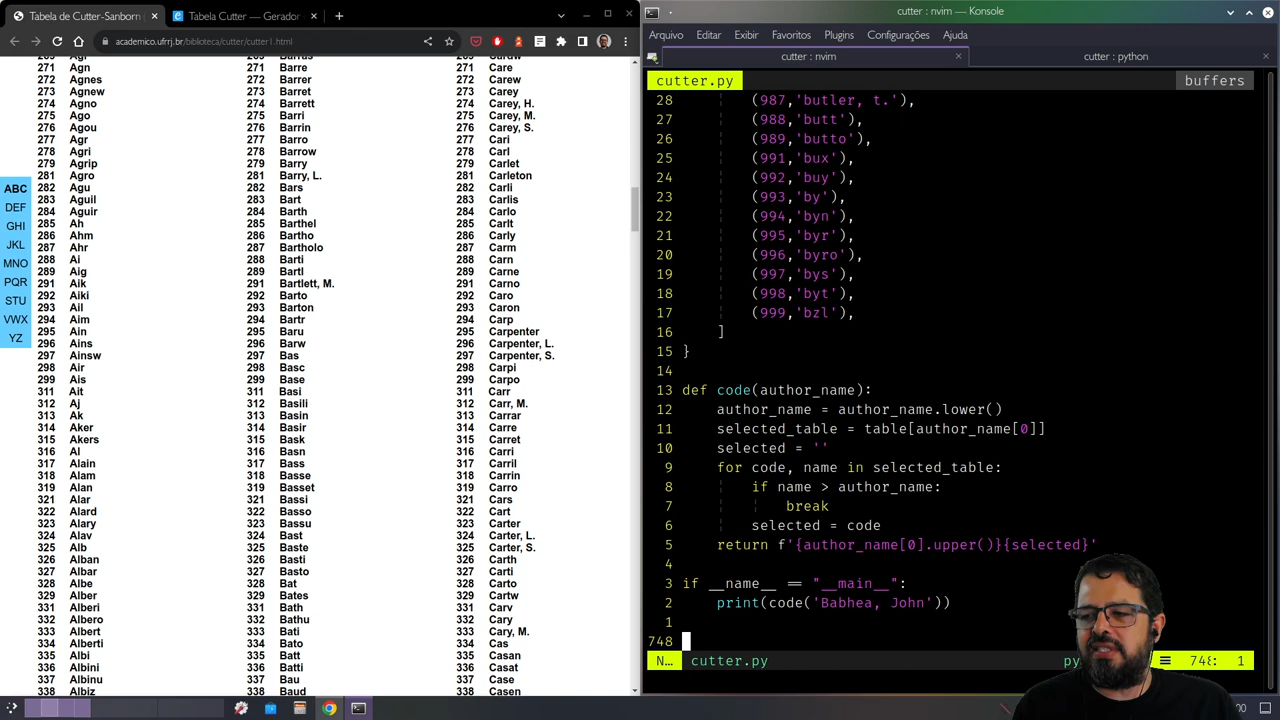 Tabela de Cutter-Sanborn
Tabela Cutter — Gerador
academico.ufrrj.br/biblioteca/cutter/cutter1.html
271 Agn 271 Barre 271 Care
272 Agnes 272 Barrer 272 Carew
273 Agnew 273 Barret 273 Carey
274 Agno 274 Barrett 274 Carey, H.
275 Ago 275 Barri 275 Carey, M.
276 Agou 276 Barrin 276 Carey, S.
277 Agr 277 Barro 277 Cari
278 Agri 278 Barrow 278 Carl
279 Agrip 279 Barry 279 Carlet
281 Agro 281 Barry, L. 281 Carleton
282 Agu 282 Bars 282 Carli
283 Aguil 283 Bart 283 Carlis
284 Aguir 284 Barth 284 Carlo
285 Ah 285 Barthel 285 Carlt
286 Ahm 286 Bartho 286 Carly
287 Ahr 287 Bartholo 287 Carm
288 Ai 288 Barti 288 Carn
289 Aig 289 Bartl 289 Carne
291 Aik 291 Bartlett, M. 291 Carno
292 Aiki 292 Barto 292 Caro
293 Ail 293 Barton 293 Caron
294 Aim 294 Bartr 294 Carp
295 Ain 295 Baru 295 Carpenter
296 Ains 296 Barw 296 Carpenter, L.
297 Ainsw 297 Bas 297 Carpenter, S.
298 Air 298 Basc 298 Carpi
299 Ais 299 Base 299 Carpo
311 Ait 311 Basi 311 Carr
312 Aj 312 Basili 312 Carr, M.
313 Ak 313 Basin 313 Carrar
314 Aker 314 Basir 314 Carre
315 Akers 315 Bask 315 Carret
316 Al 316 Basn 316 Carri
317 Alain 317 Bass 317 Carril
318 Alam 318 Basse 318 Carrin
319 Alan 319 Basset 319 Carro
321 Alar 321 Bassi 321 Cars
322 Alard 322 Basso 322 Cart
323 Alary 323 Bassu 323 Carter
324 Alav 324 Bast 324 Carter, L.
325 Alb 325 Baste 325 Carter, S.
326 Alban 326 Basti 326 Carth
327 Albar 327 Basto 327 Carti
328 Albe 328 Bat 328 Carto
329 Alber 329 Bates 329 Cartw
331 Alberi 331 Bath 331 Carv
332 Albero 332 Bathu 332 Cary
333 Albert 333 Bati 333 Cary, M.
334 Alberti 334 Bato 334 Cas
335 Albi 335 Batt 335 Casan
336 Albini 336 Batti 336 Casat
337 Albinu 337 Bau 337 Case
338 Albiz 338 Baud 338 Casen
ABC
DEF
GHI
JKL
MNO
PQR
STU
VWX
YZ
cutter : nvim — Konsole
Arquivo Editar Exibir Favoritos Plugins Configurações Ajuda
cutter : nvim cutter : python
cutter.py buffers
28 (987,'butler, t.'),
27 (988,'butt'),
26 (989,'butto'),
25 (991,'bux'),
24 (992,'buy'),
23 (993,'by'),
22 (994,'byn'),
21 (995,'byr'),
20 (996,'byro'),
19 (997,'bys'),
18 (998,'byt'),
17 (999,'bzl'),
16 ]
15 }
14
13 def code(author_name):
12 author_name = author_name.lower()
11 selected_table = table[author_name[0]]
10 selected = ''
9 for code, name in selected_table:
8 if name > author_name:
7 break
6 selected = code
5 return f'{author_name[0].upper()}{selected}'
4
3 if __name__ == "__main__":
2 print(code('Babhea, John'))
1
748
N… cutter.py py 748: 1